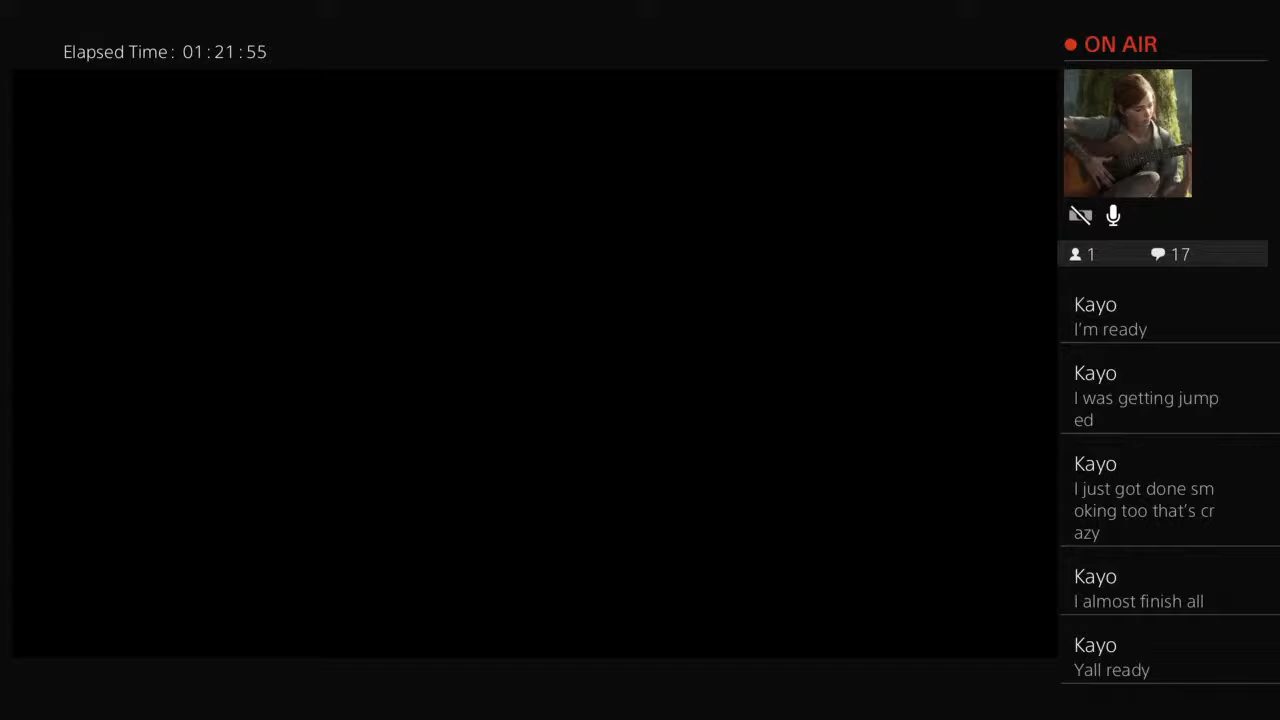 Elapsed Time: 01:21:55
ON AIR
1 17
Kayo
I'm ready
Kayo
I was getting jump
ed
Kayo
I just got done sm
oking too that's cr
azy
Kayo
I almost finish all
Kayo
Yall ready